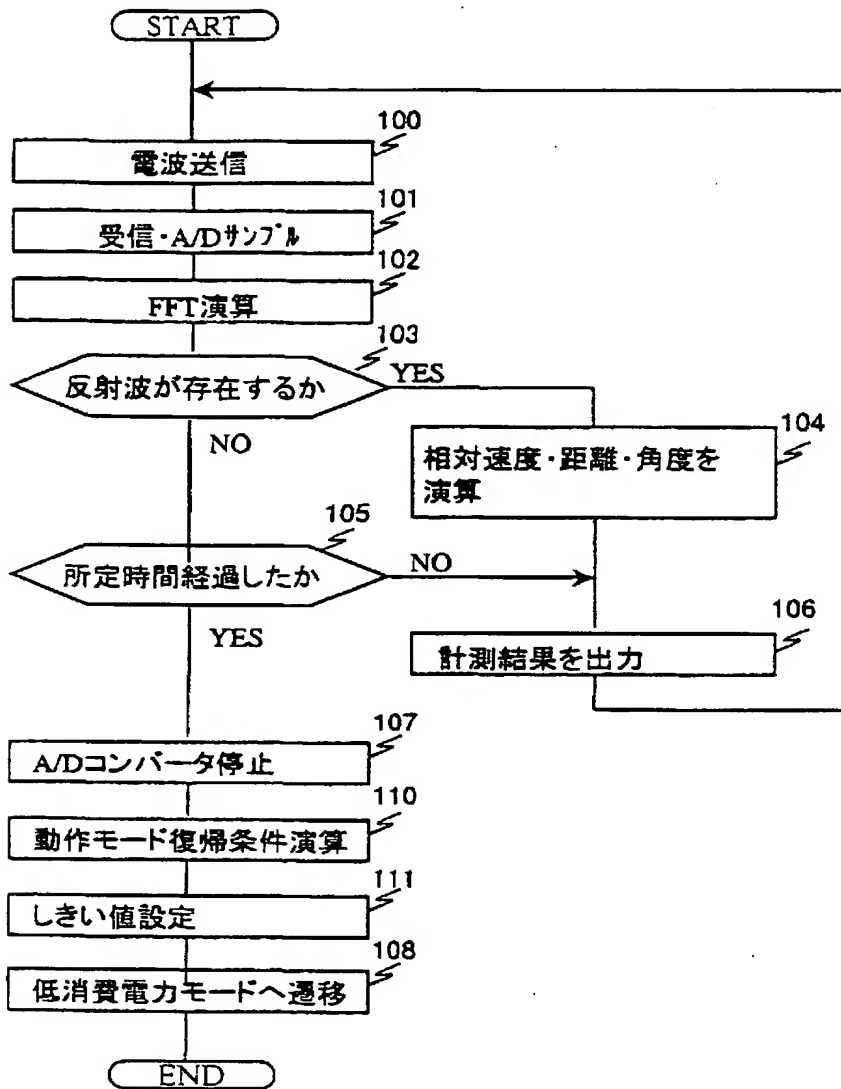 START
100
電波送信
101
受信・A/Dサンプル
102
FFT演算
103
反射波が存在するか
YES
NO
104
相対速度・距離・角度を
演算
105
所定時間経過したか
NO
YES
106
計測結果を出力
107
A/Dコンバータ停止
110
動作モード復帰条件演算
111
しきい値設定
108
低消費電力モードへ遷移
END